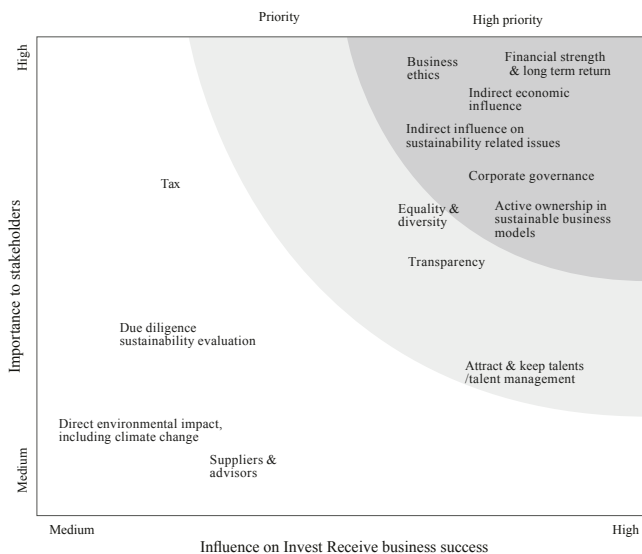 Priority
High priority
High
Business
ethics
Financial strength
& long term return
Indirect economic
influence
Indirect influence on
sustainability related issues
Tax
Corporate governance
Equality &
diversity
Active ownership in
sustainable business
models
Transparency
Importance to stakeholders
Due diligence
sustainability evaluation
Attract & keep talents
/talent management
Direct environmental impact,
including climate change
Suppliers &
advisors
Medium
Medium
High
Influence on Invest Receive business success